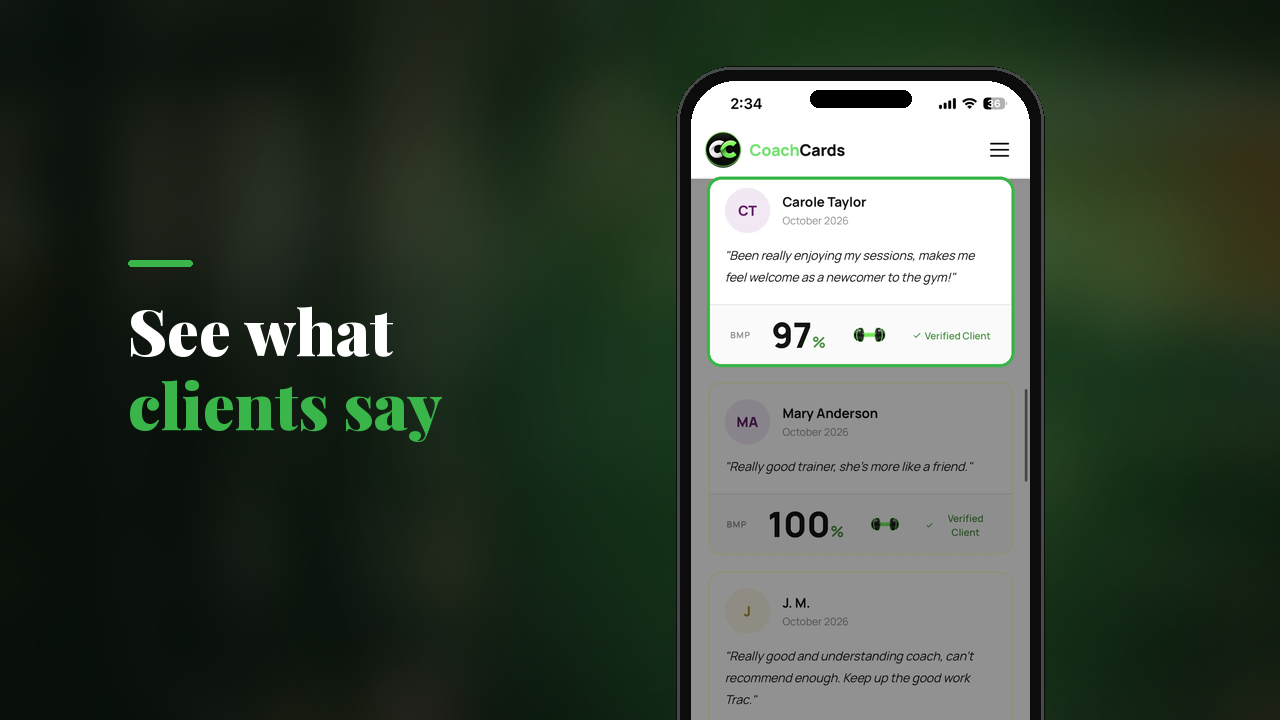 See what
clients say
2:34
36
CC CoachCards
CT
Carole Taylor
October 2026
"Been really enjoying my sessions, makes me
feel welcome as a newcomer to the gym!"
BMP 97% Verified Client
MA
Mary Anderson
October 2026
"Really good trainer, she's more like a friend."
BMP 100% Verified
Client
J
J. M.
October 2026
"Really good and understanding coach, can't
recommend enough. Keep up the good work
Trac."